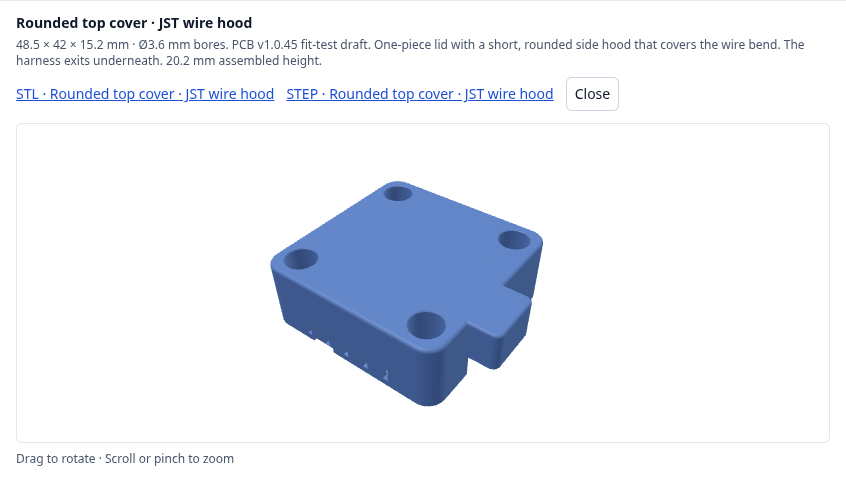 Rounded top cover · JST wire hood
48.5 × 42 × 15.2 mm · Ø3.6 mm bores. PCB v1.0.45 fit-test draft. One-piece lid with a short, rounded side hood that covers the wire bend. The
harness exits underneath. 20.2 mm assembled height.
STL · Rounded top cover · JST wire hood STEP · Rounded top cover · JST wire hood Close
Drag to rotate · Scroll or pinch to zoom